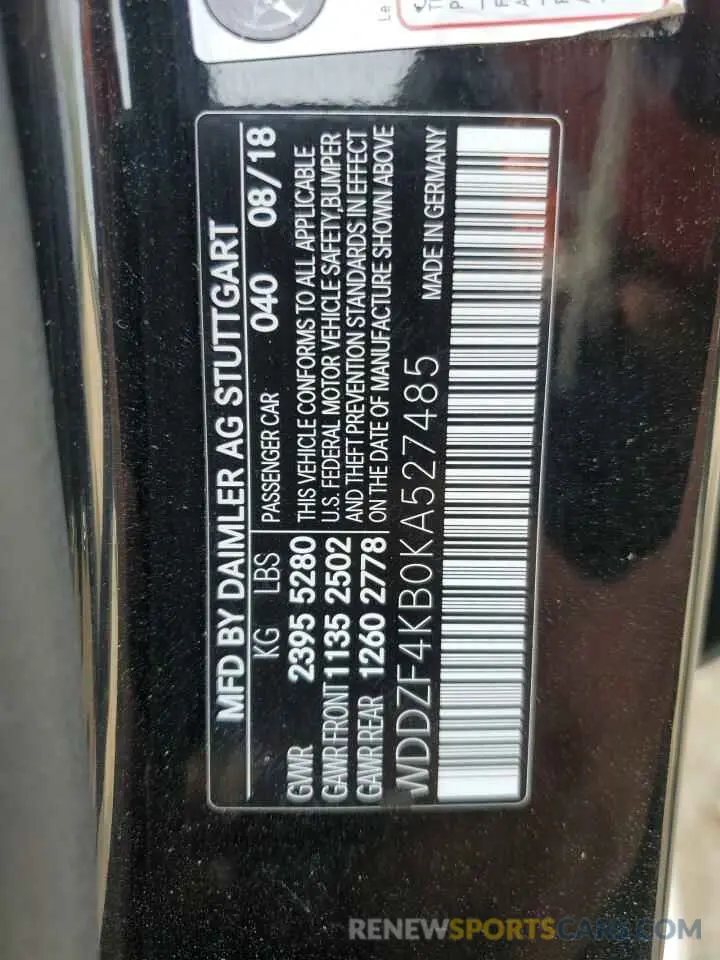 MFD BY DAIMLER AG STUTTGART
KG LBS PASSENGER CAR 040 08/18
GVWR 2395 5280 THIS VEHICLE CONFORMS TO ALL APPLICABLE
GAWR FRONT 1135 2502 U.S. FEDERAL MOTOR VEHICLE SAFETY,BUMPER
GAWR REAR 1260 2778 AND THEFT PREVENTION STANDARDS IN EFFECT
ON THE DATE OF MANUFACTURE SHOWN ABOVE
WDDZF4KB0KA527485 MADE IN GERMANY
Le
RENEWSPORTSCARS.COM